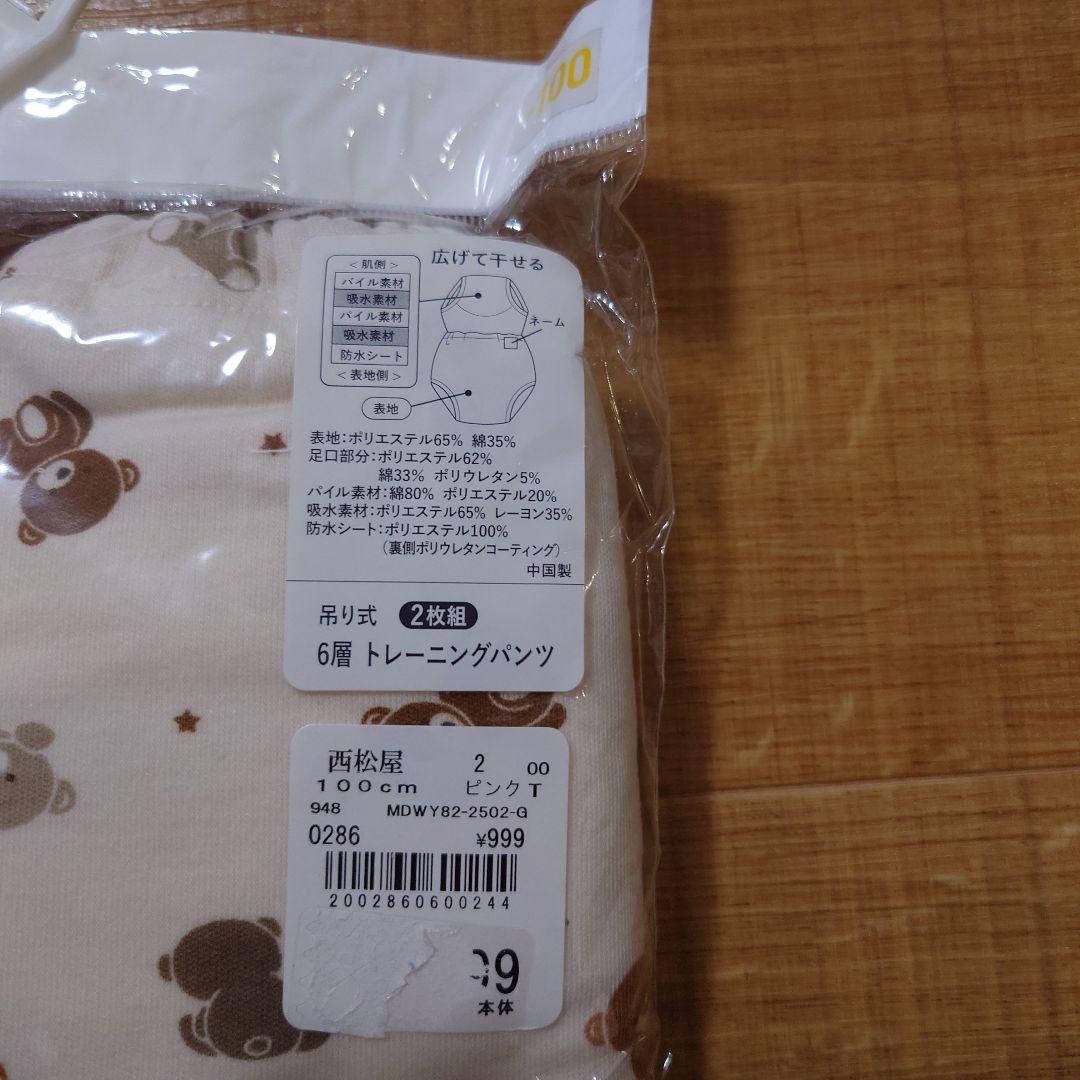 100
広げて干せる
＜肌側＞
パイル素材
吸水素材
パイル素材
吸水素材
防水シート
＜表地側＞
ネーム
表地
表地：ポリエステル65% 綿35%
足口部分：ポリエステル62%
綿33% ポリウレタン5%
パイル素材：綿80% ポリエステル20%
吸水素材：ポリエステル65% レーヨン35%
防水シート：ポリエステル100%
（裏側ポリウレタンコーティング）
中国製
吊り式 2枚組
6層 トレーニングパンツ
西松屋 2 00
100cm ピンク T
948 MDWY82-2502-G
0286 ¥999
2002860600244
99
本体